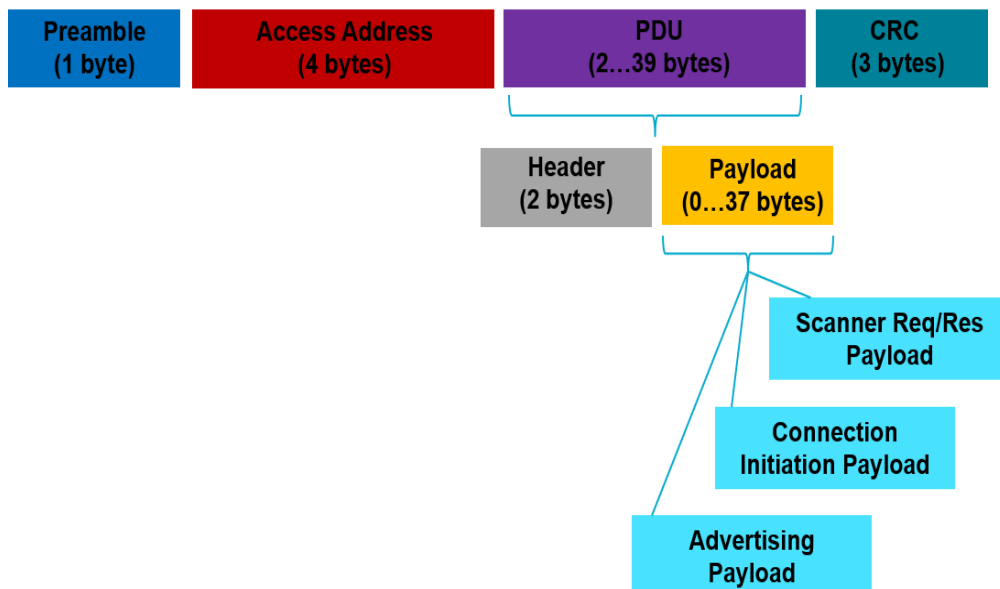 Preamble
(1 byte)
Access Address
(4 bytes)
PDU
(2...39 bytes)
CRC
(3 bytes)
Header
(2 bytes)
Payload
(0...37 bytes)
Scanner Req/Res
Payload
Connection
Initiation Payload
Advertising
Payload